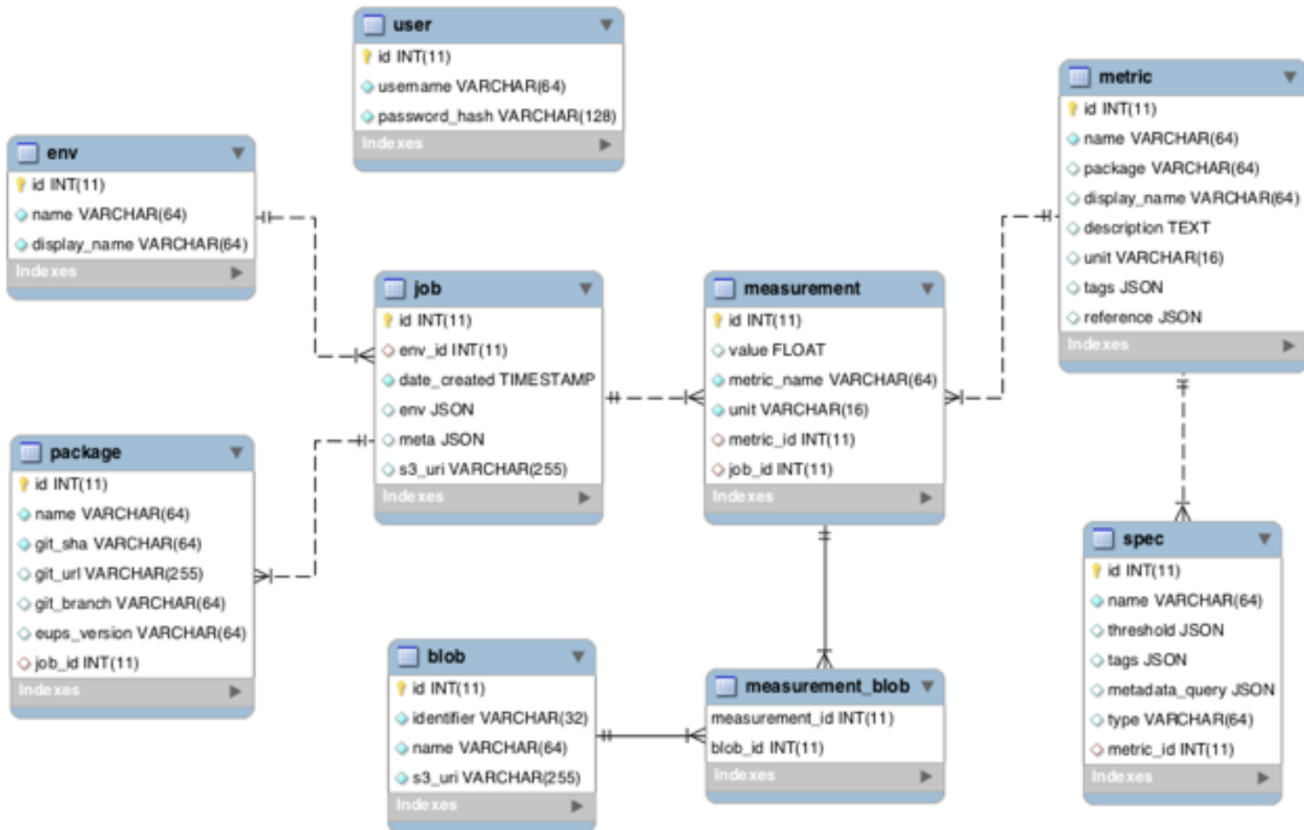 user
id INT(11)
username VARCHAR(64)
password_hash VARCHAR(128)
Indexes
metric
id INT(11)
name VARCHAR(64)
package VARCHAR(64)
display_name VARCHAR(64)
description TEXT
unit VARCHAR(16)
tags JSON
reference JSON
Indexes
env
id INT(11)
name VARCHAR(64)
display_name VARCHAR(64)
Indexes
job
id INT(11)
env_id INT(11)
date_created TIMESTAMP
env JSON
meta JSON
s3_uri VARCHAR(255)
Indexes
measurement
id INT(11)
value FLOAT
metric_name VARCHAR(64)
unit VARCHAR(16)
metric_id INT(11)
job_id INT(11)
Indexes
package
id INT(11)
name VARCHAR(64)
git_sha VARCHAR(64)
git_url VARCHAR(255)
git_branch VARCHAR(64)
eups_version VARCHAR(64)
job_id INT(11)
Indexes
spec
id INT(11)
name VARCHAR(64)
threshold JSON
tags JSON
metadata_query JSON
type VARCHAR(64)
metric_id INT(11)
Indexes
blob
id INT(11)
identifier VARCHAR(32)
name VARCHAR(64)
s3_uri VARCHAR(255)
Indexes
measurement_blob
measurement_id INT(11)
blob_id INT(11)
Indexes